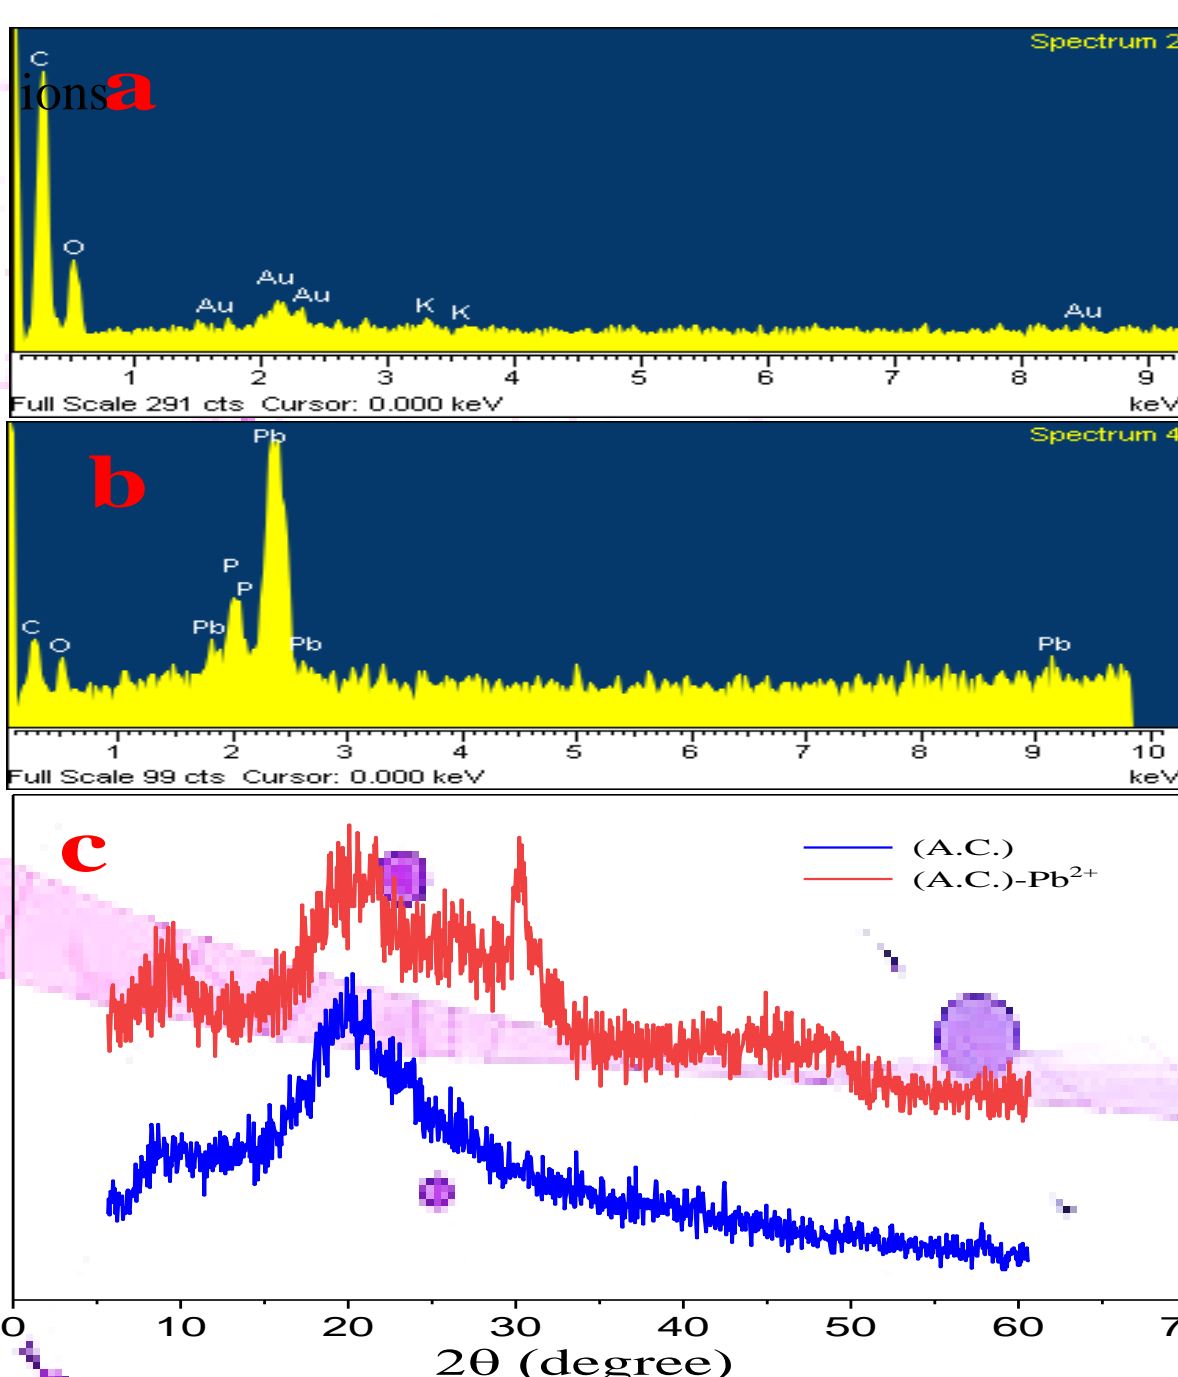 Spectrum 2
C
ionsa
O
Au
Au
Au
K
K
Au
1 2 3 4 5 6 7 8 9
Full Scale 291 cts Cursor: 0.000 keV
keV
Spectrum 4
Pb
b
P
P
C
O
Pb
Pb
Pb
1 2 3 4 5 6 7 8 9 10
Full Scale 99 cts Cursor: 0.000 keV
keV
c
(A.C.)
(A.C.)-Pb²⁺
0 10 20 30 40 50 60 7
2θ (degree)